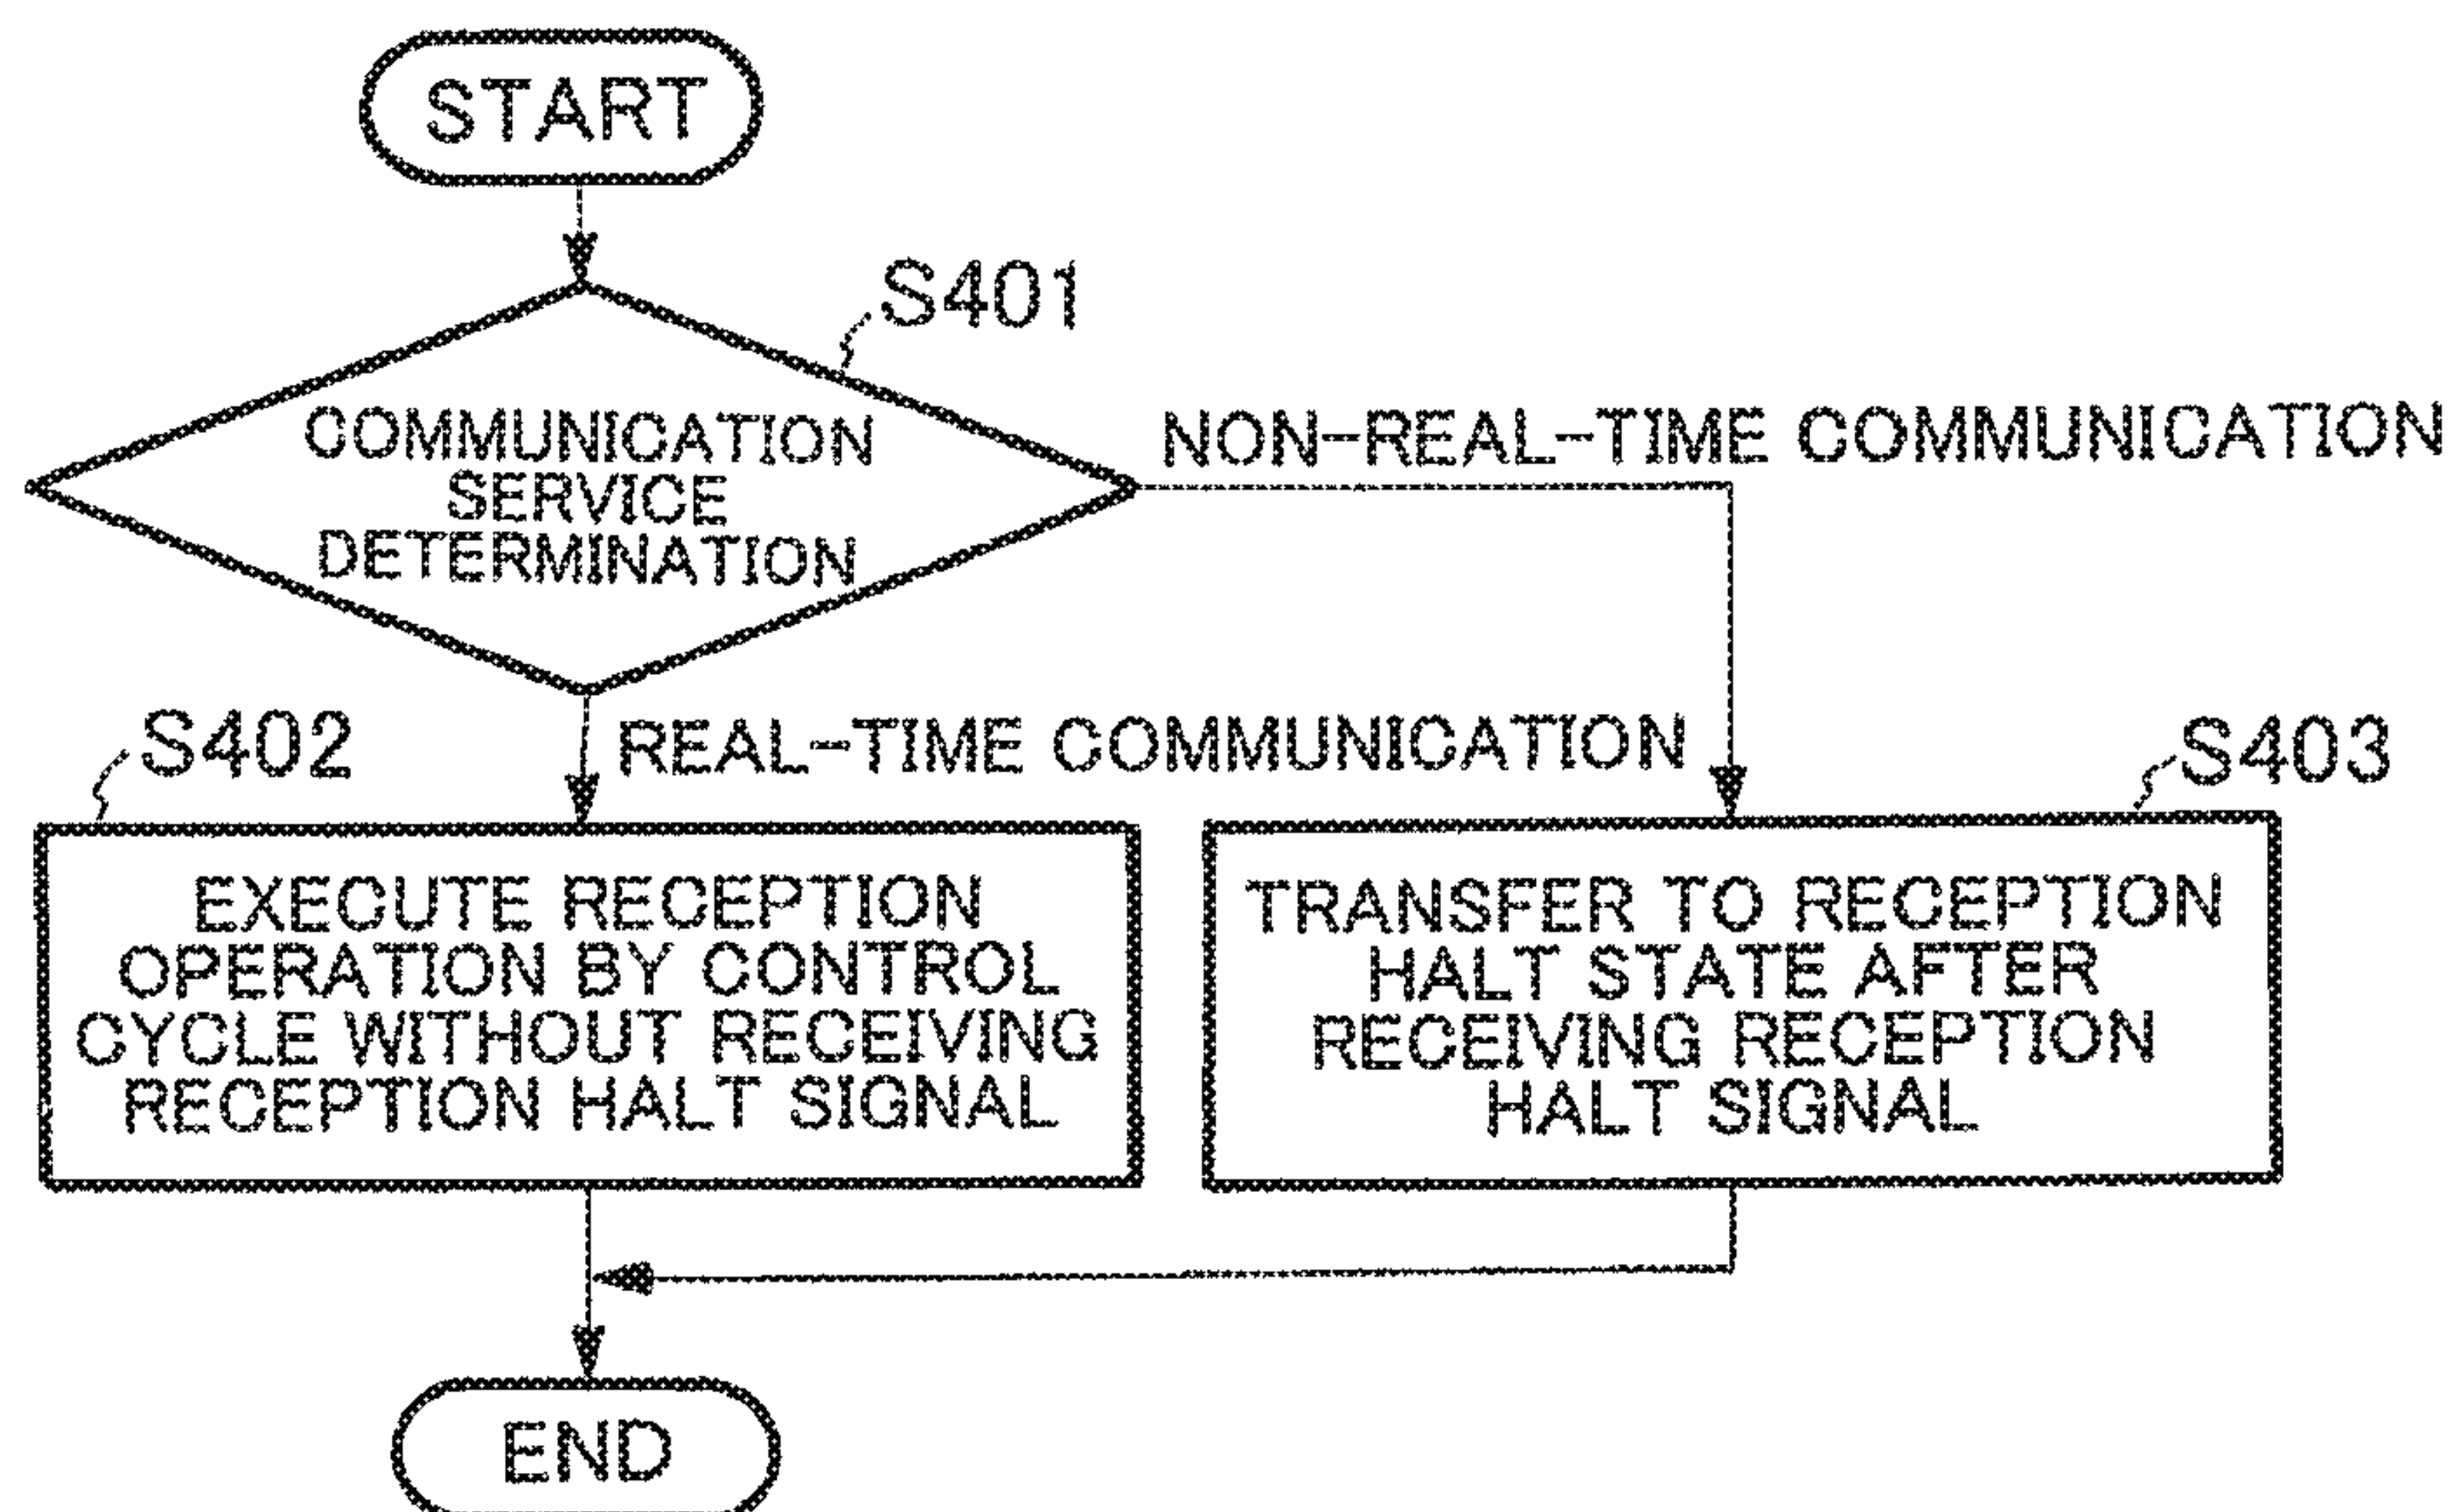 START
S401
COMMUNICATION
SERVICE
DETERMINATION
NON-REAL-TIME COMMUNICATION
REAL-TIME COMMUNICATION
S402
EXECUTE RECEPTION
OPERATION BY CONTROL
CYCLE WITHOUT RECEIVING
RECEPTION HALT SIGNAL
S403
TRANSFER TO RECEPTION
HALT STATE AFTER
RECEIVING RECEPTION
HALT SIGNAL
END